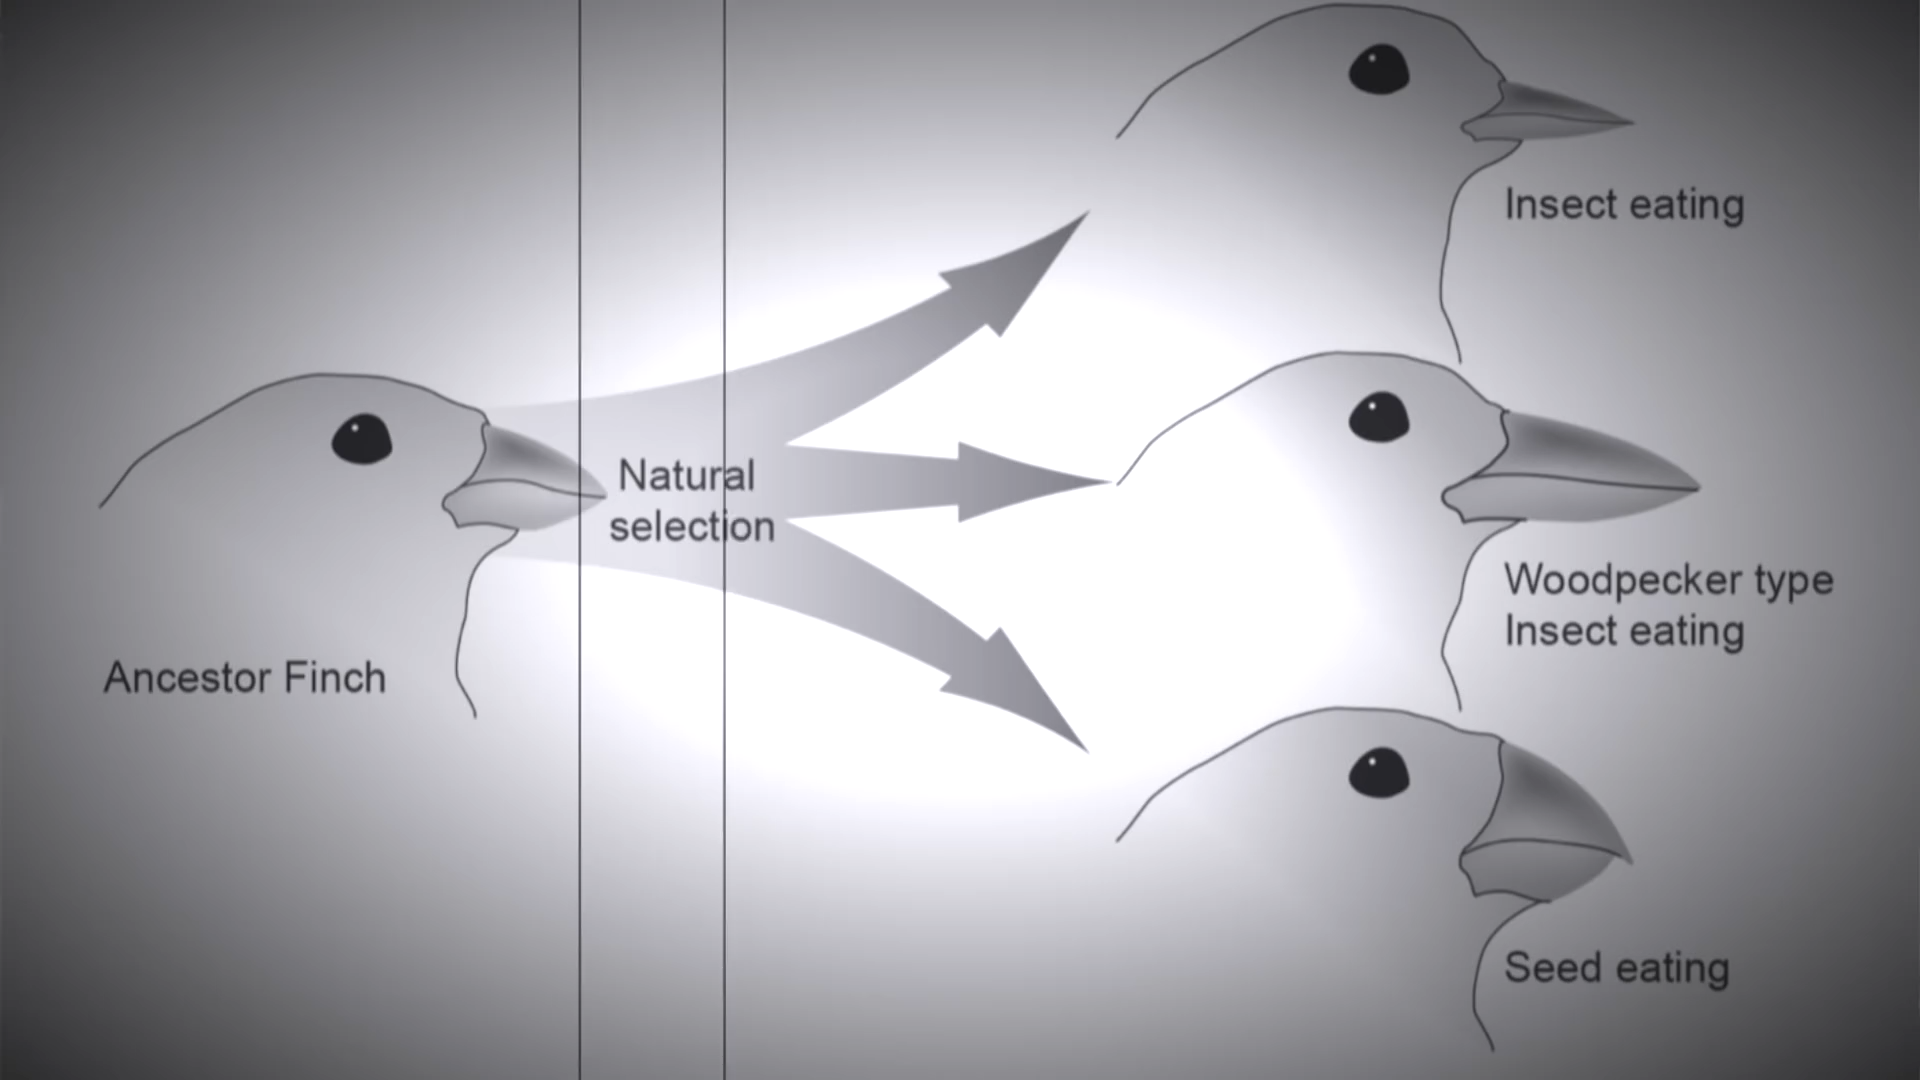 Ancestor Finch
Natural
selection
Insect eating
Woodpecker type
Insect eating
Seed eating